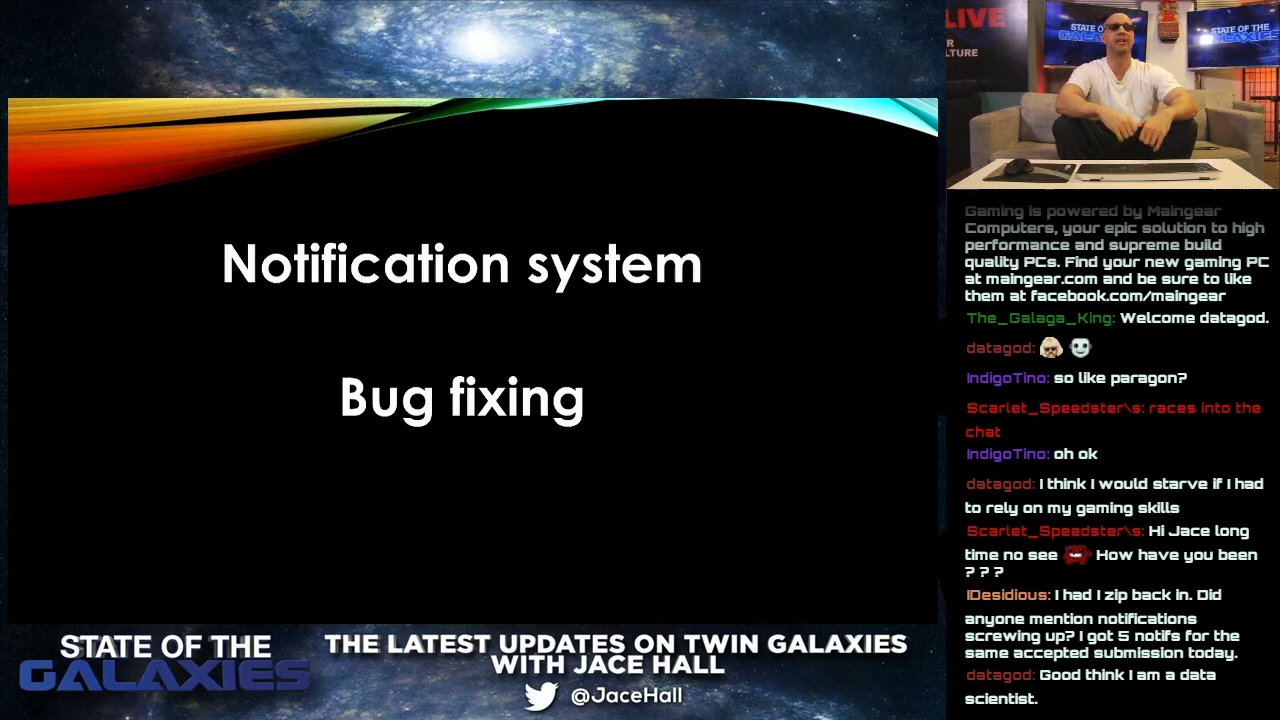 LIVE
R
LTURE
STATE O
GALA
STATE OF THE
GALAXIES
Notification system
Bug fixing
Gaming is powered by Maingear
Computers, your epic solution to high
performance and supreme build
quality PCs. Find your new gaming PC
at maingear.com and be sure to like
them at facebook.com/maingear
The_Galaga_King: Welcome datagod.
datagod:
IndigoTino: so like paragon?
Scarlet_Speedster\s: races into the
chat
IndigoTino: oh ok
datagod: I think I would starve if I had
to rely on my gaming skills
Scarlet_Speedster\s: Hi Jace long
time no see How have you been
? ? ?
IDesidious: I had I zip back in. Did
anyone mention notifications
screwing up? I got 5 notifs for the
same accepted submission today.
datagod: Good think I am a data
scientist.
STATE OF THE
GALAXIES
THE LATEST UPDATES ON TWIN GALAXIES
WITH JACE HALL
@JaceHall